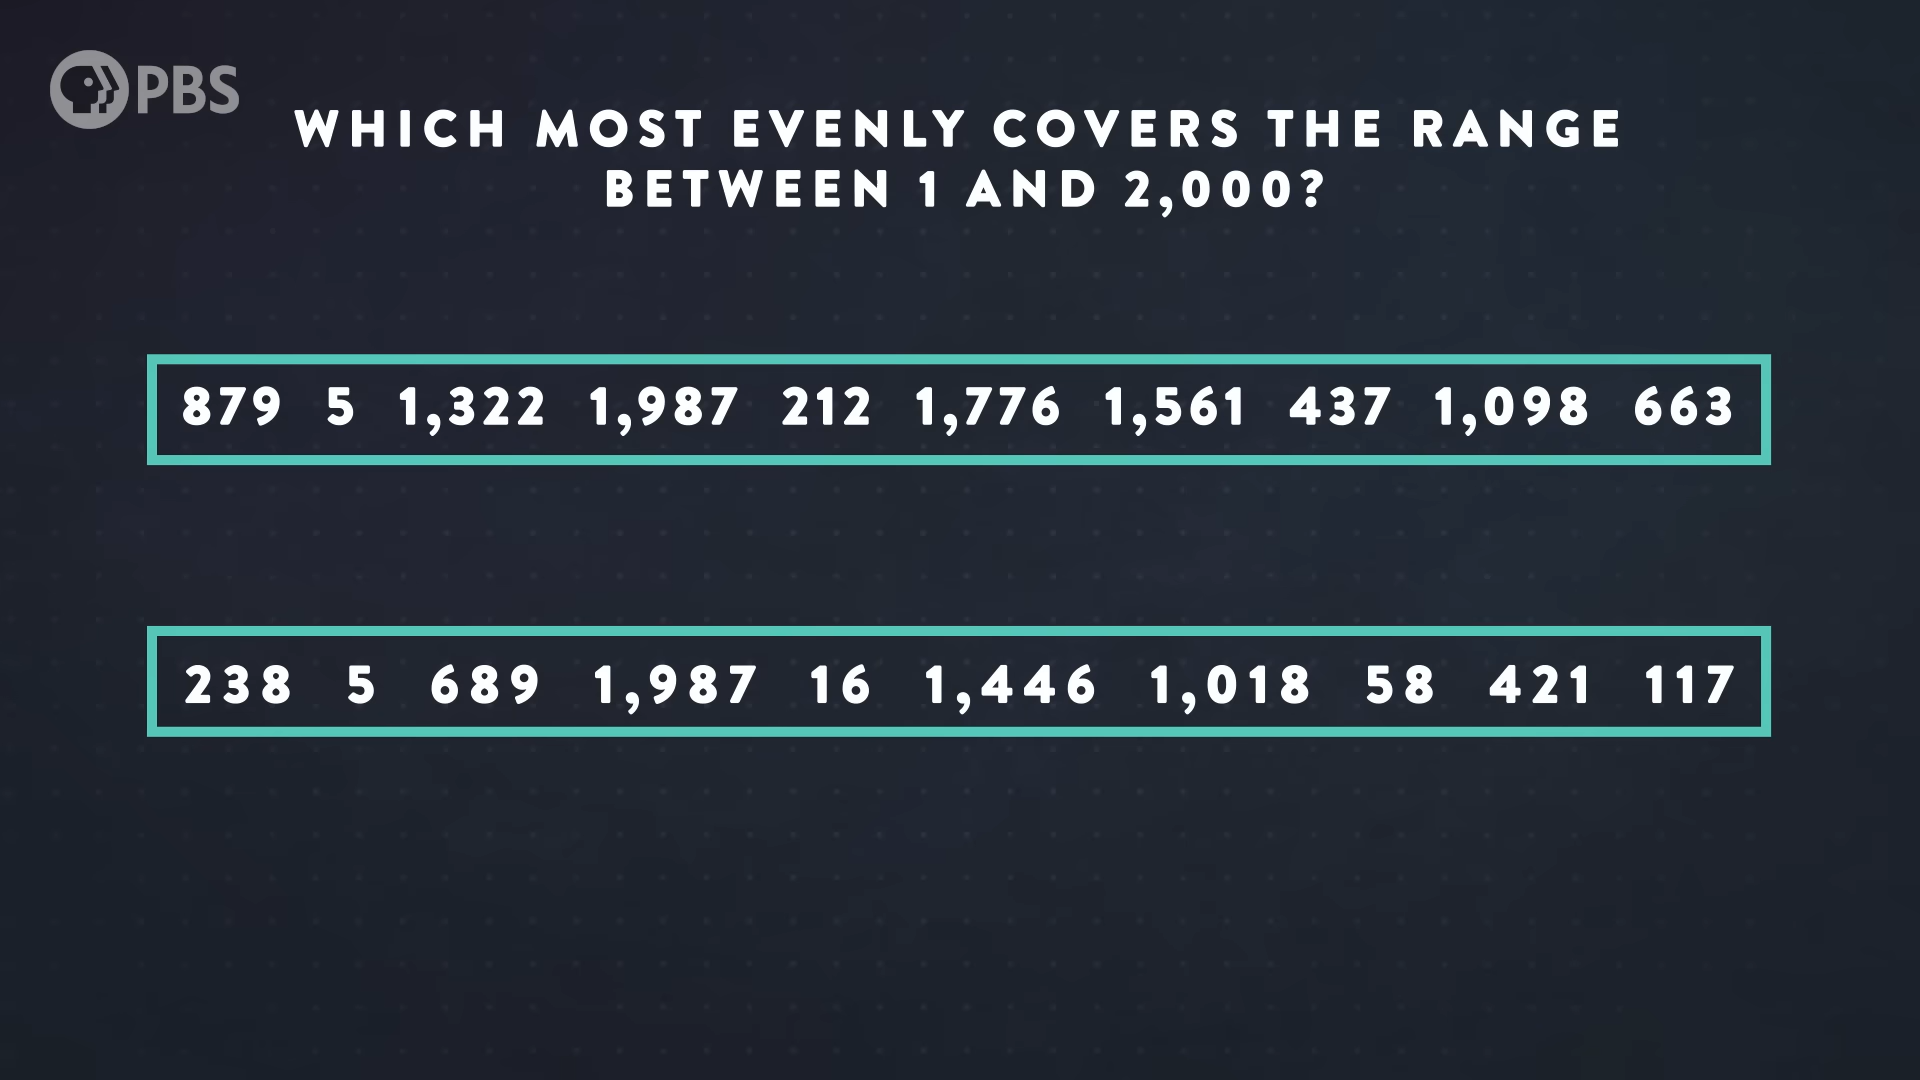 PBS
WHICH MOST EVENLY COVERS THE RANGE
BETWEEN 1 AND 2,000?
879 5 1,322 1,987 212 1,776 1,561 437 1,098 663
238 5 689 1,987 16 1,446 1,018 58 421 117